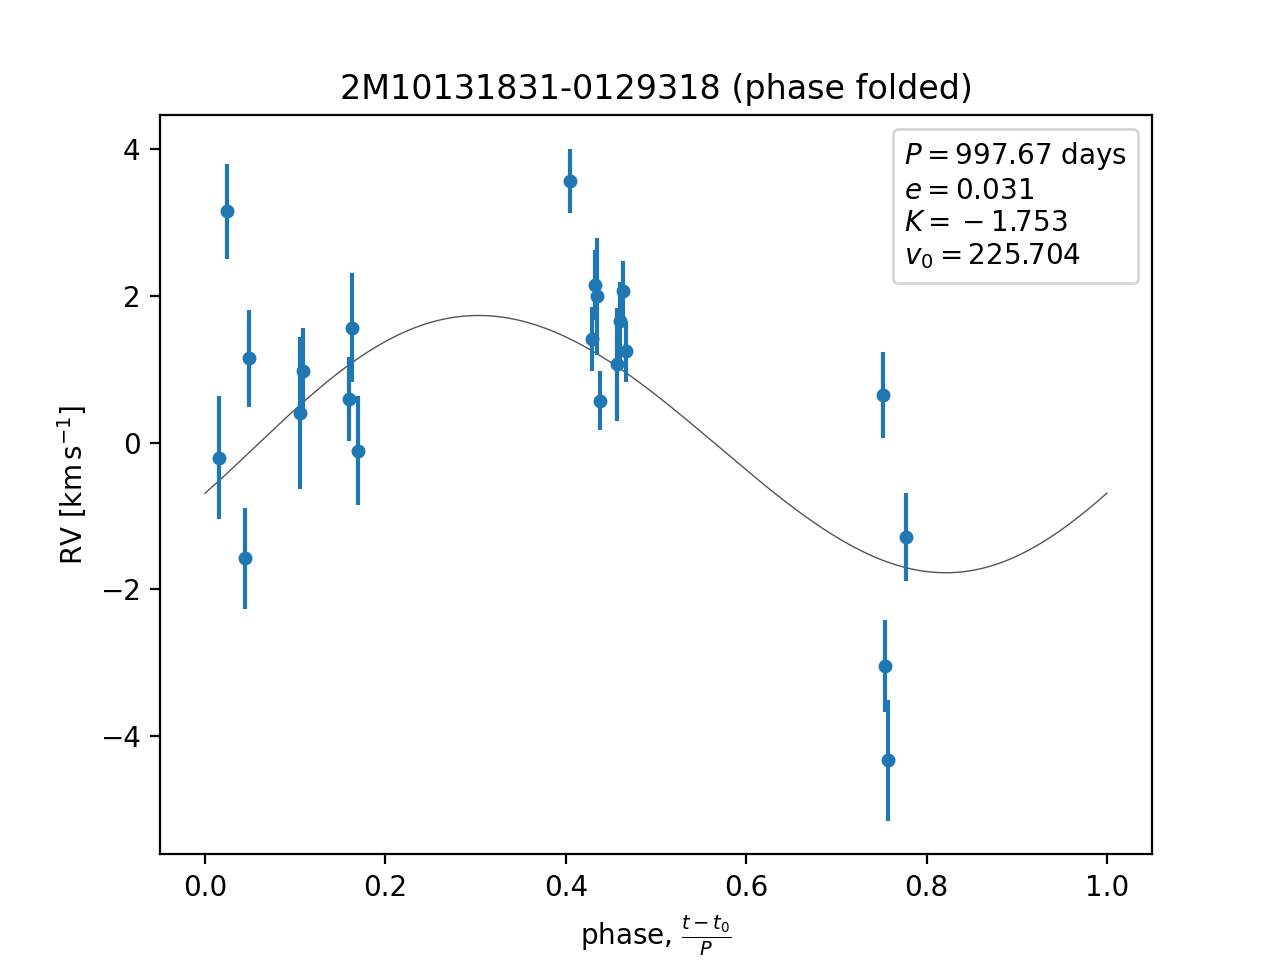 2M10131831-0129318 (phase folded)
P = 997.67 days
e = 0.031
K = −1.753
v₀ = 225.704
4
2
0
−2
−4
RV [km s⁻¹]
0.0 0.2 0.4 0.6 0.8 1.0
phase, (t − t₀)/P